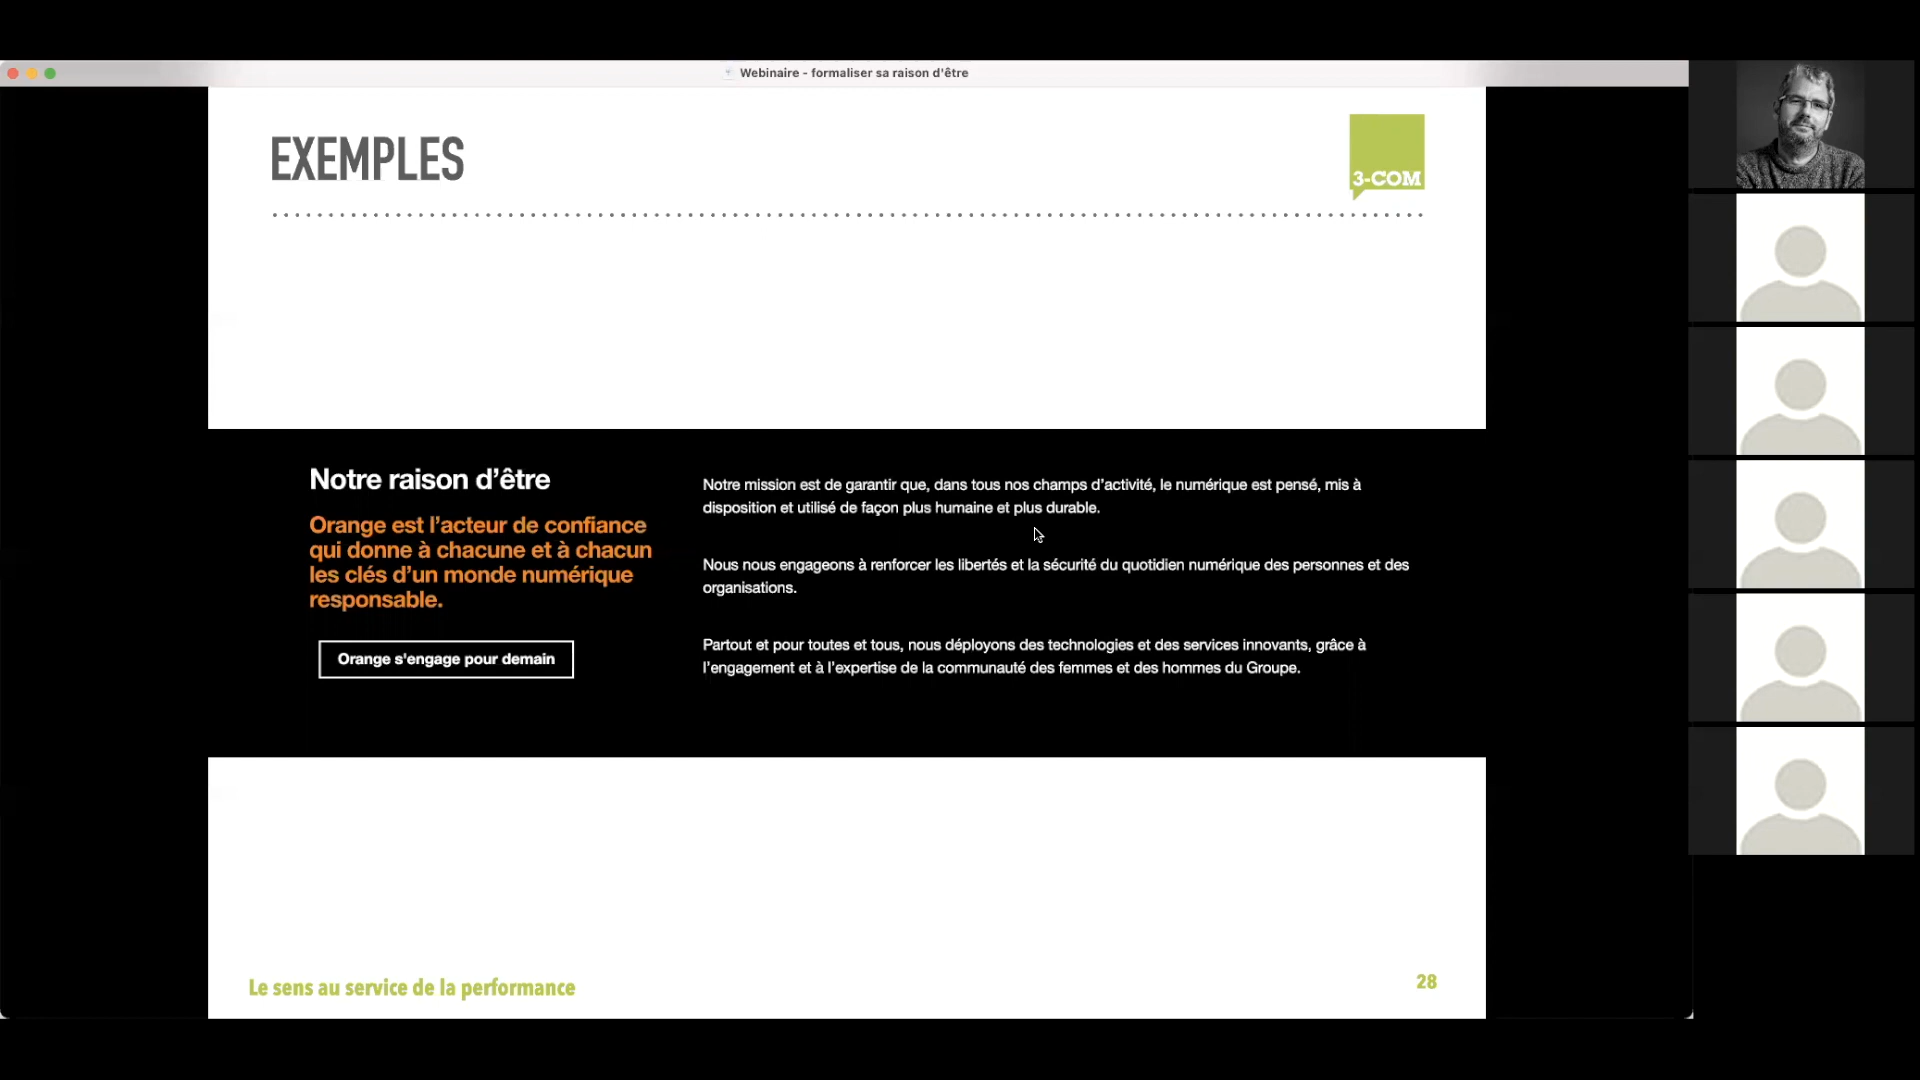 Webinaire - formaliser sa raison d'être
EXEMPLES
3-COM
Notre raison d’être
Orange est l’acteur de confiance
qui donne à chacune et à chacun
les clés d’un monde numérique
responsable.
Orange s'engage pour demain
Notre mission est de garantir que, dans tous nos champs d’activité, le numérique est pensé, mis à
disposition et utilisé de façon plus humaine et plus durable.
Nous nous engageons à renforcer les libertés et la sécurité du quotidien numérique des personnes et des
organisations.
Partout et pour toutes et tous, nous déployons des technologies et des services innovants, grâce à
l’engagement et à l’expertise de la communauté des femmes et des hommes du Groupe.
Le sens au service de la performance
28